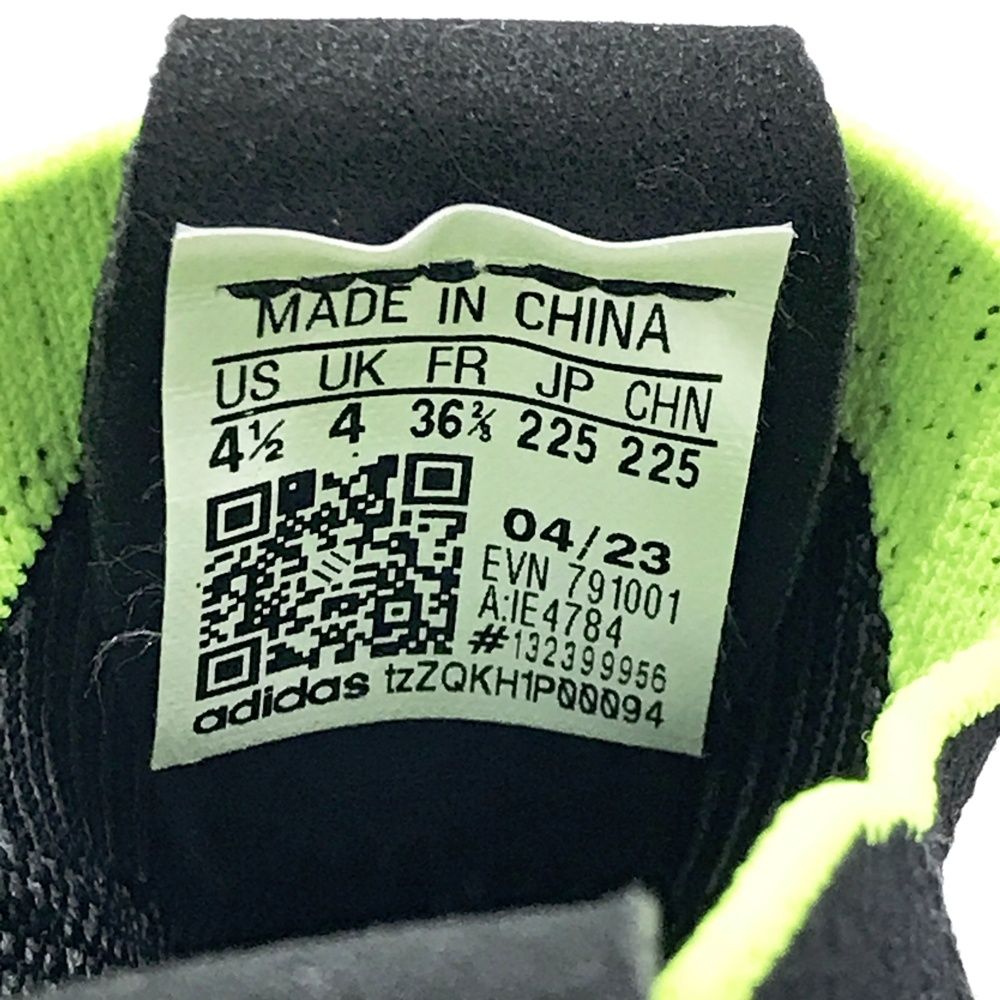 MADE IN CHINA
US UK FR JP CHN
4½ 4 36⅔ 225 225
04/23
EVN 791001
A:IE4784
#132399956
adidas tzZQKH1P00094